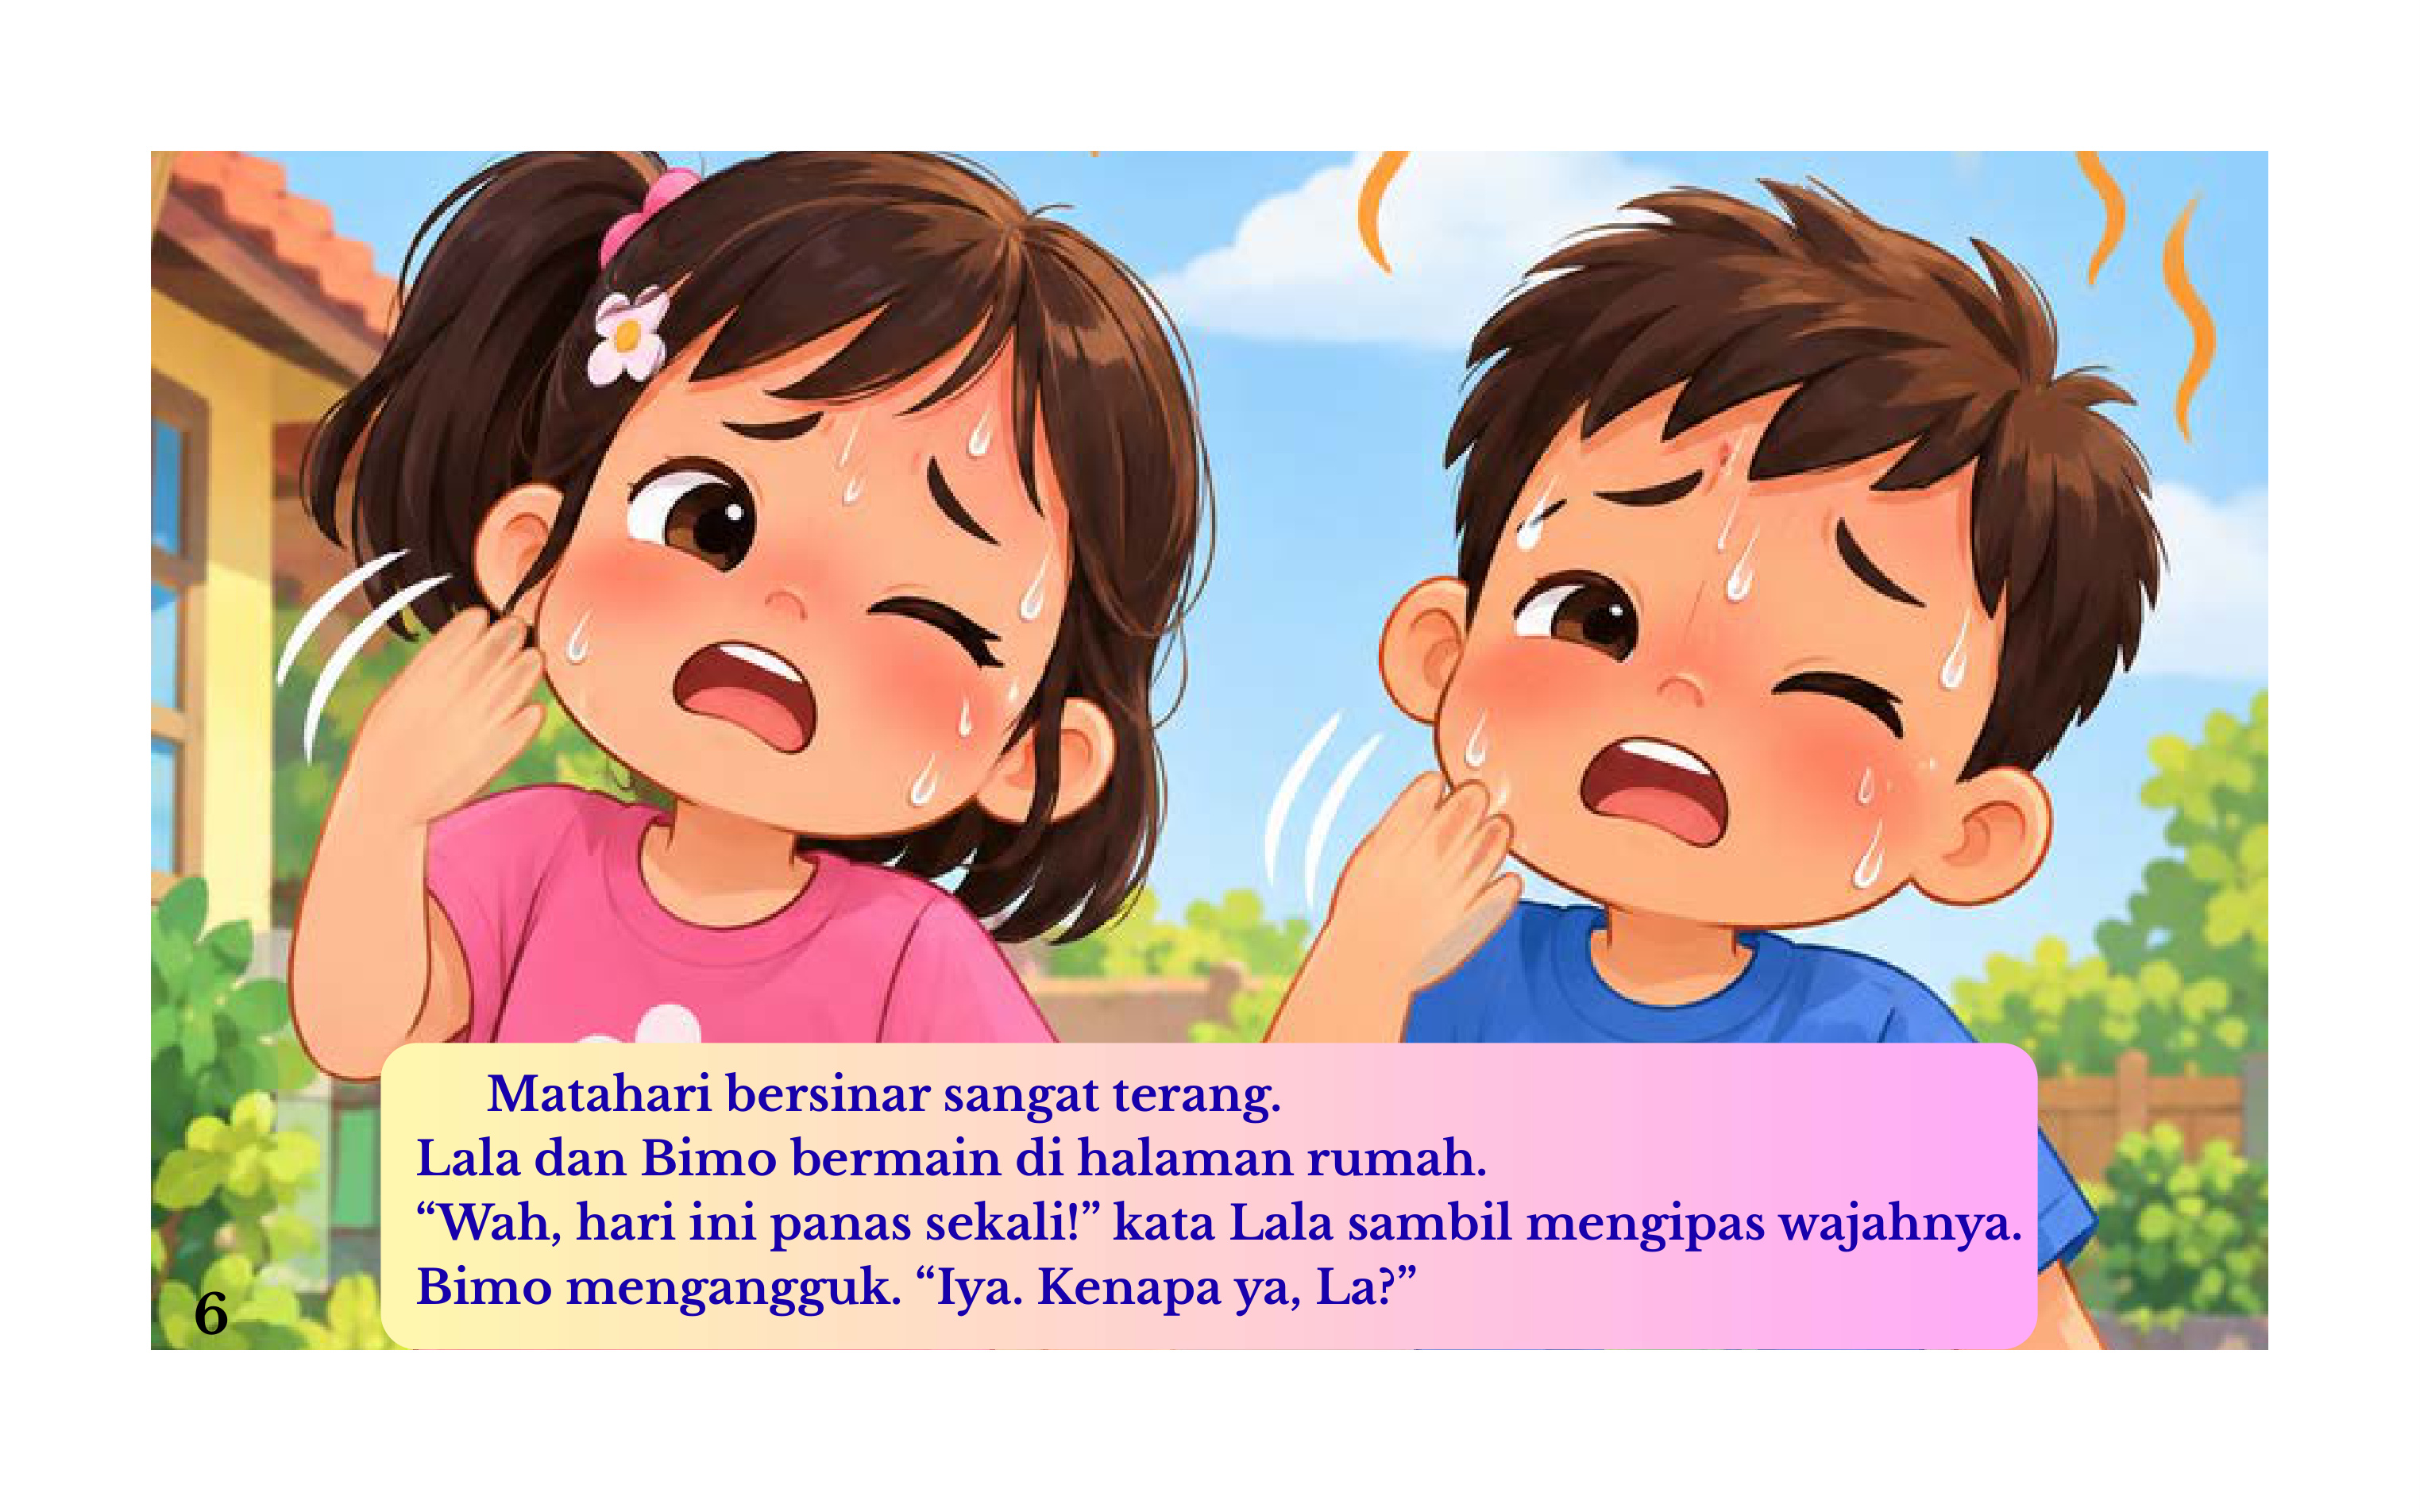 Matahari bersinar sangat terang.
Lala dan Bimo bermain di halaman rumah.
“Wah, hari ini panas sekali!” kata Lala sambil mengipas wajahnya.
Bimo mengangguk. “Iya. Kenapa ya, La?”
6